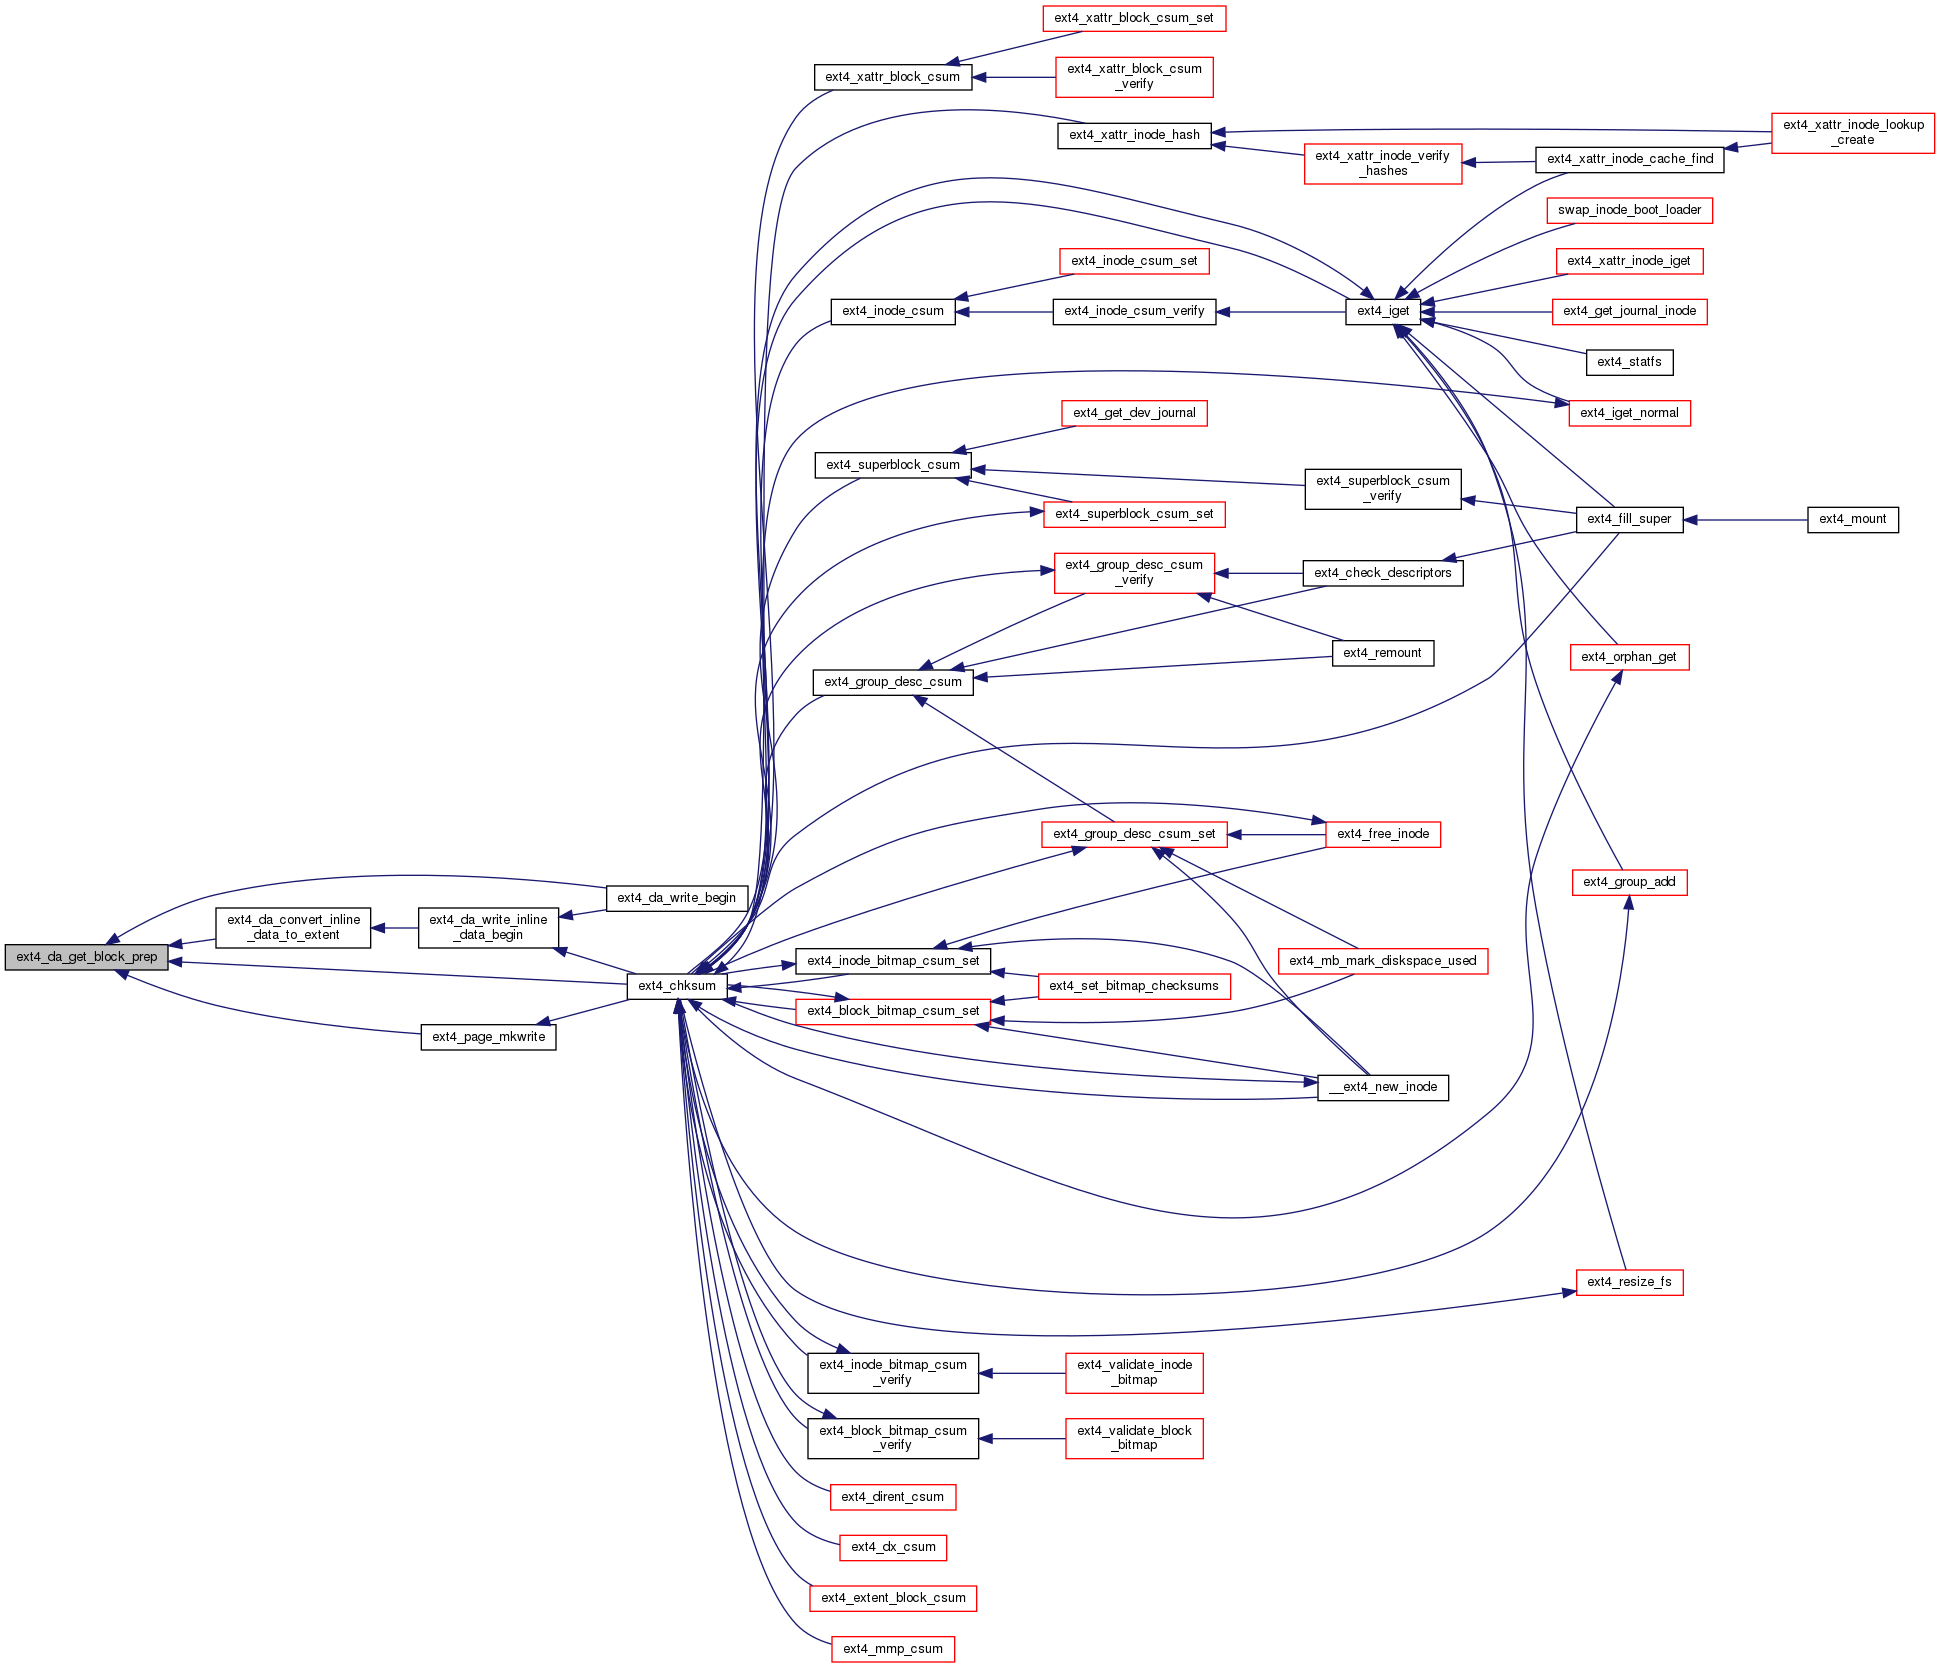 ext4_xattr_block_csum_set
ext4_xattr_block_csum
ext4_xattr_block_csum
_verify
ext4_xattr_inode_hash
ext4_xattr_inode_lookup
_create
ext4_xattr_inode_verify
_hashes
ext4_xattr_inode_cache_find
swap_inode_boot_loader
ext4_inode_csum_set
ext4_xattr_inode_iget
ext4_inode_csum
ext4_inode_csum_verify
ext4_iget
ext4_get_journal_inode
ext4_statfs
ext4_get_dev_journal
ext4_iget_normal
ext4_superblock_csum
ext4_superblock_csum
_verify
ext4_superblock_csum_set
ext4_fill_super
ext4_mount
ext4_group_desc_csum
_verify
ext4_check_descriptors
ext4_remount
ext4_orphan_get
ext4_group_desc_csum
ext4_group_desc_csum_set
ext4_free_inode
ext4_group_add
ext4_da_write_begin
ext4_da_convert_inline
_data_to_extent
ext4_da_write_inline
_data_begin
ext4_da_get_block_prep
ext4_inode_bitmap_csum_set
ext4_mb_mark_diskspace_used
ext4_chksum
ext4_set_bitmap_checksums
ext4_block_bitmap_csum_set
ext4_page_mkwrite
__ext4_new_inode
ext4_resize_fs
ext4_inode_bitmap_csum
_verify
ext4_validate_inode
_bitmap
ext4_block_bitmap_csum
_verify
ext4_validate_block
_bitmap
ext4_dirent_csum
ext4_dx_csum
ext4_extent_block_csum
ext4_mmp_csum